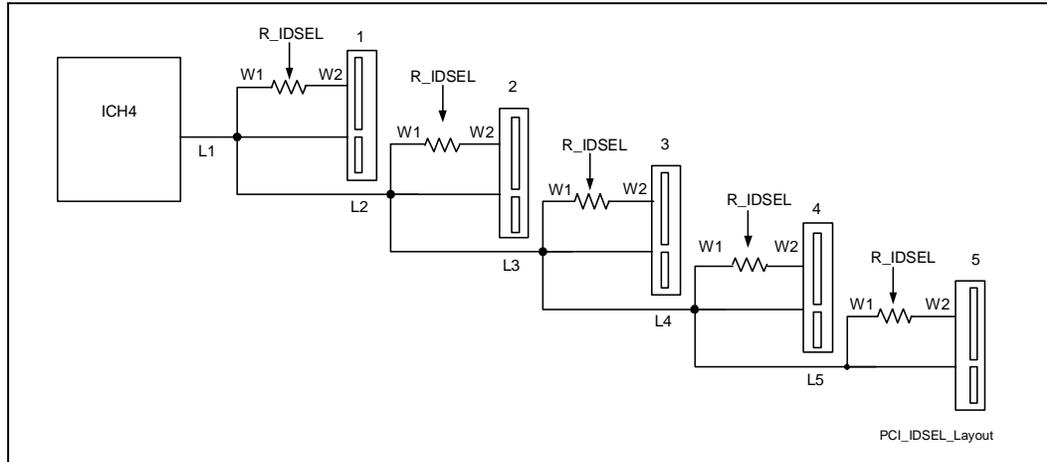 R_IDSEL
1
W1
W2
ICH4
L1
R_IDSEL
2
W1
W2
L2
R_IDSEL
3
W1
W2
L3
R_IDSEL
4
W1
W2
L4
R_IDSEL
5
W1
W2
L5
PCI_IDSEL_Layout